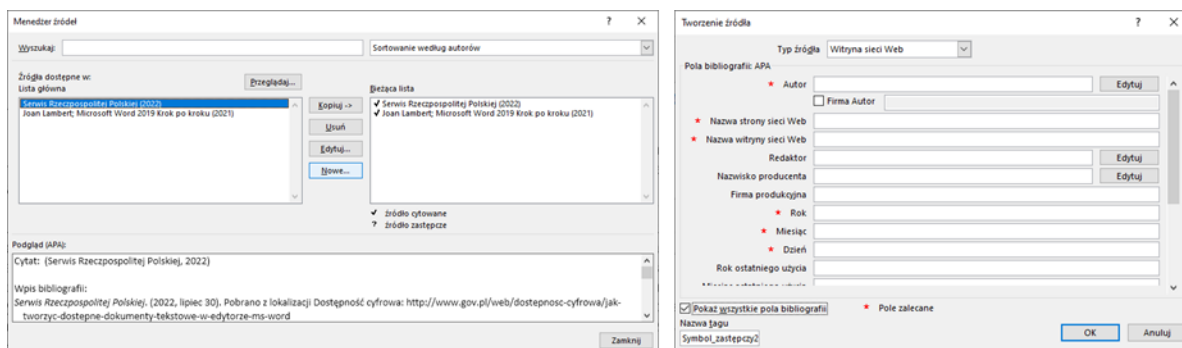 Menedżer źródeł
? ×
Wyszukaj:
Sortowanie według autorów
Źródła dostępne w:
Lista główna
Przeglądaj...
Bieżąca lista
Serwis Rzeczpospolitej Polskiej (2022)
Joan Lambert; Microsoft Word 2019 Krok po kroku (2021)
Kopiuj ->
Usuń
Edytuj...
Nowe...
✓ Serwis Rzeczpospolitej Polskiej (2022)
✓ Joan Lambert; Microsoft Word 2019 Krok po kroku (2021)
✓ źródło cytowane
? źródło zastępcze
Podgląd (APA):
Cytat: (Serwis Rzeczpospolitej Polskiej, 2022)
Wpis bibliografii:
Serwis Rzeczpospolitej Polskiej. (2022, lipiec 30). Pobrano z lokalizacji Dostępność cyfrowa: http://www.gov.pl/web/dostepnosc-cyfrowa/jak-
tworzyc-dostepne-dokumenty-tekstowe-w-edytorze-ms-word
Zamknij
Tworzenie źródła
? ×
Typ źródła Witryna sieci Web
Pola bibliografii: APA
* Autor Edytuj
Firma Autor
* Nazwa strony sieci Web
* Nazwa witryny sieci Web
Redaktor Edytuj
Nazwisko producenta Edytuj
Firma produkcyjna
* Rok
* Miesiąc
* Dzień
Rok ostatniego użycia
Miesiąc ostatniego użycia
Pokaż wszystkie pola bibliografii * Pole zalecane
Nazwa tagu
Symbol_zastępczy2
OK Anuluj